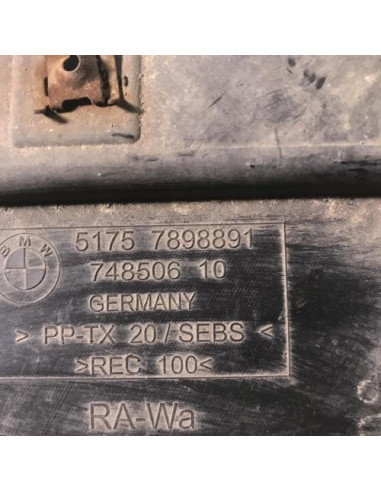 BMW
5175 7898891
748506 10
GERMANY
> PP-TX 20/SEBS <
>REC 100<
RA-Wa